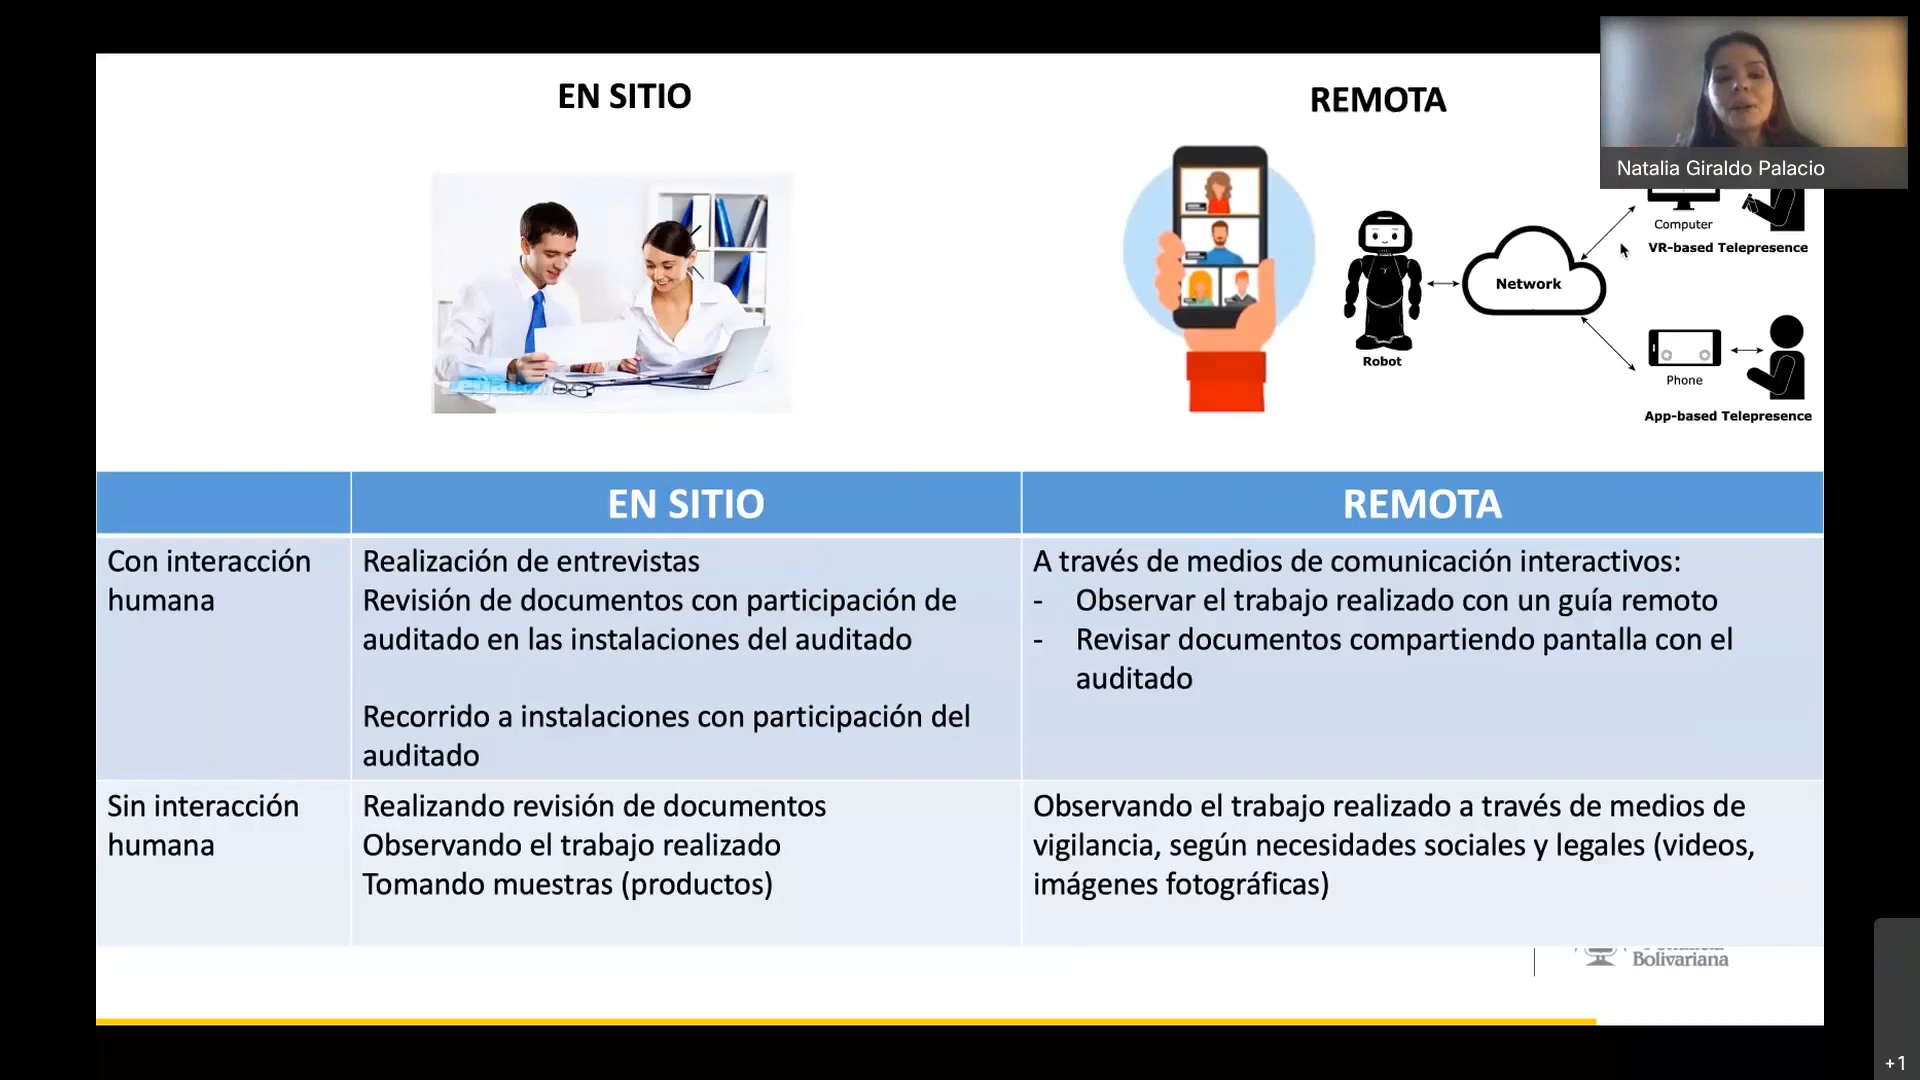 EN SITIO
REMOTA
Natalia Giraldo Palacio
Computer
VR-based Telepresence
Network
Robot
Phone
App-based Telepresence
EN SITIO
REMOTA
Con interacción
humana
Realización de entrevistas
Revisión de documentos con participación de
auditado en las instalaciones del auditado
Recorrido a instalaciones con participación del
auditado
A través de medios de comunicación interactivos:
- Observar el trabajo realizado con un guía remoto
- Revisar documentos compartiendo pantalla con el
auditado
Sin interacción
humana
Realizando revisión de documentos
Observando el trabajo realizado
Tomando muestras (productos)
Observando el trabajo realizado a través de medios de
vigilancia, según necesidades sociales y legales (videos,
imágenes fotográficas)
Bolivariana
+1